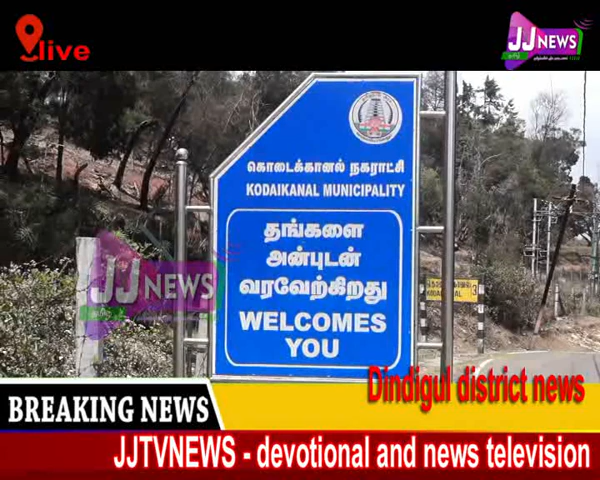 live
JJ NEWS
கொடைக்கானல் நகராட்சி
KODAIKANAL MUNICIPALITY
தங்களை
அன்புடன்
வரவேற்கிறது
WELCOMES
YOU
JJ NEWS
3
Dindigul district news
BREAKING NEWS
JJTVNEWS - devotional and news television